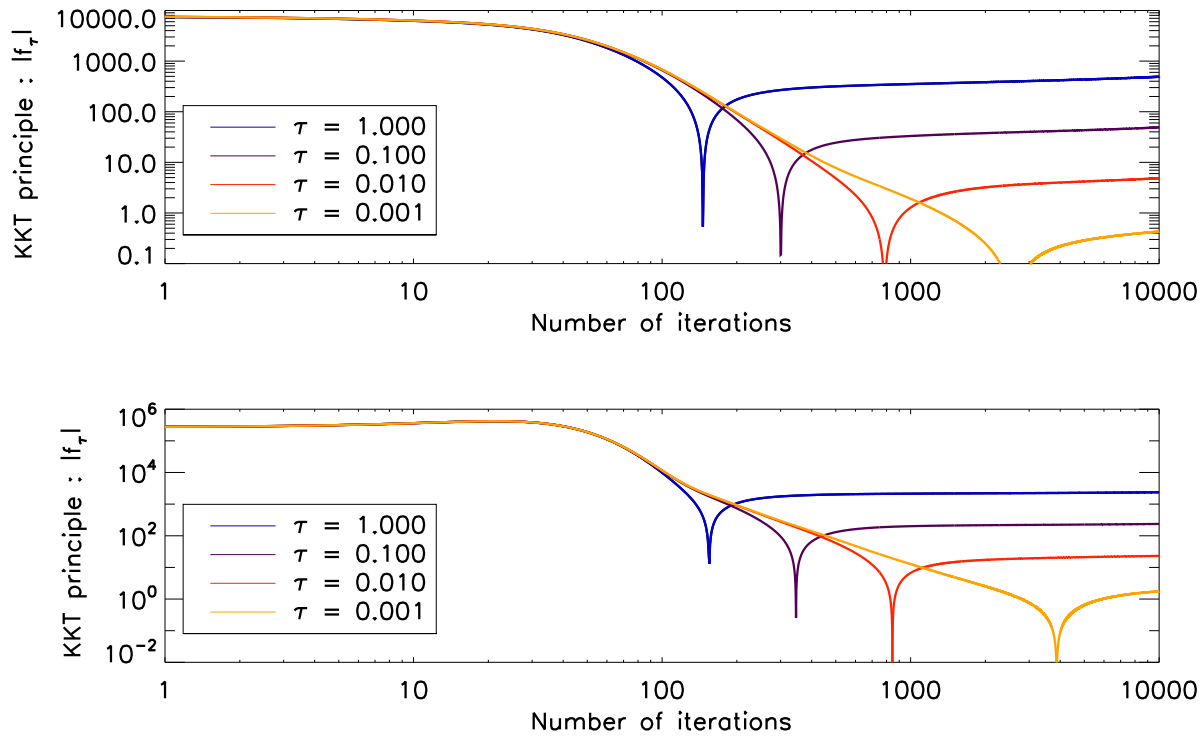 KKT principle : |fτ|
10000.0
1000.0
100.0
10.0
1.0
0.1
τ = 1.000
τ = 0.100
τ = 0.010
τ = 0.001
1 10 100 1000 10000
Number of iterations
KKT principle : |fτ|
10^6
10^4
10^2
10^0
10^-2
τ = 1.000
τ = 0.100
τ = 0.010
τ = 0.001
1 10 100 1000 10000
Number of iterations